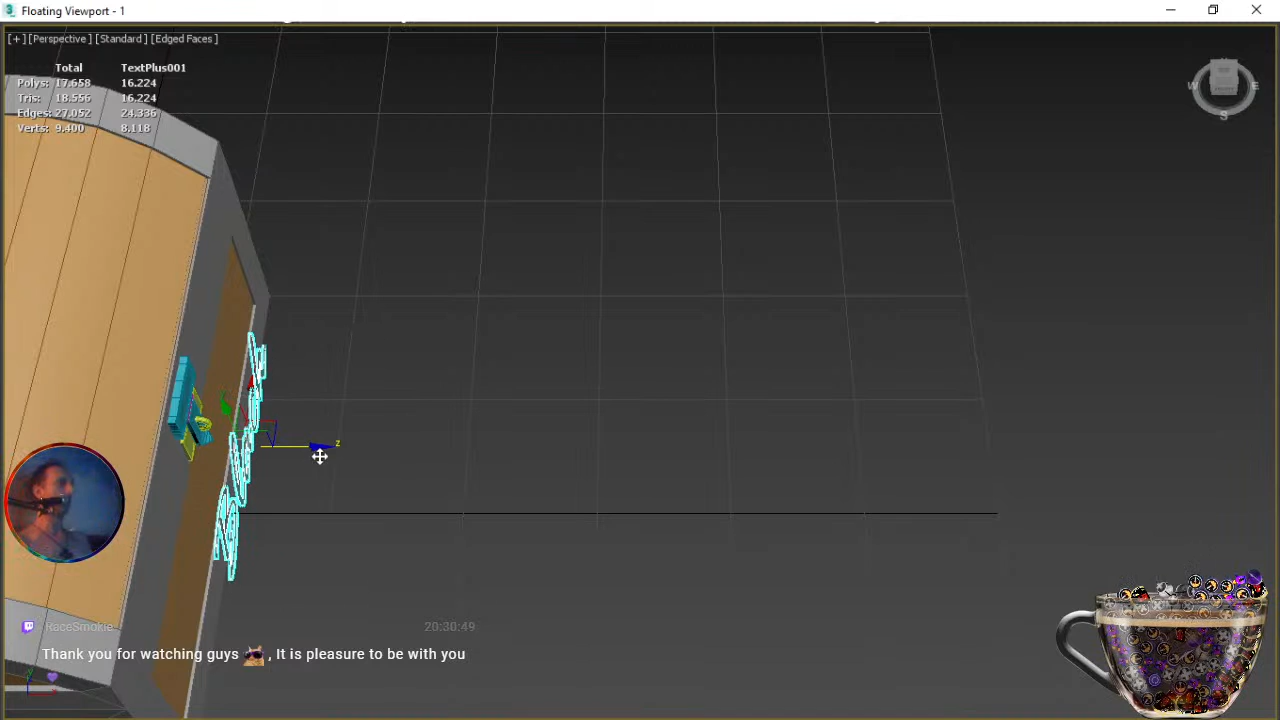 Floating Viewport - 1
[+] [Perspective] [Standard] [Edged Faces]
Total TextPlus001
Polys: 17.658 16.224
Tris: 18.556 16.224
Edges: 27.052 24.336
Verts: 9.400 8.118
W E
S
z
RaceSmokie 20:30:49
Thank you for watching guys , It is pleasure to be with you